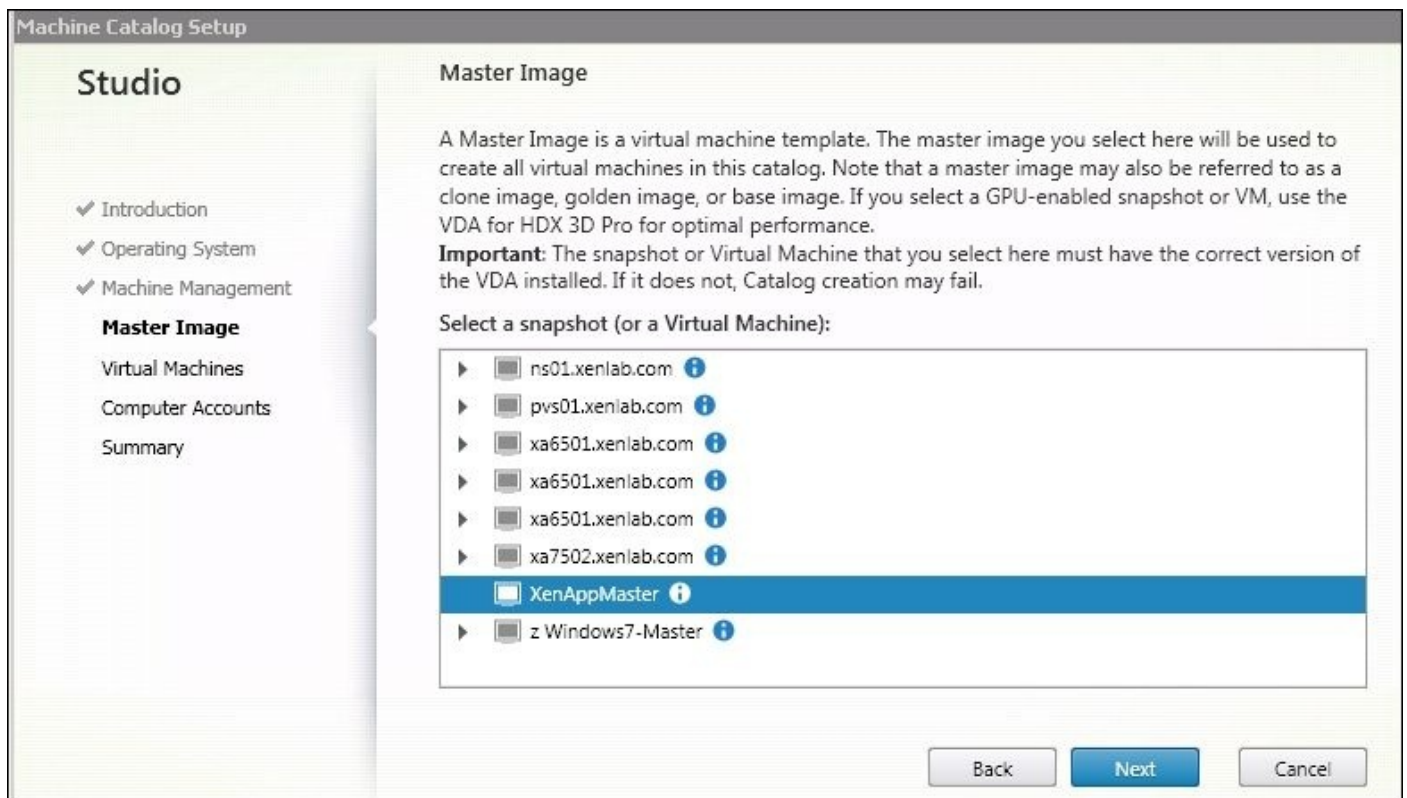 Machine Catalog Setup
Studio
Introduction
Operating System
Machine Management
Master Image
Virtual Machines
Computer Accounts
Summary
Master Image
A Master Image is a virtual machine template. The master image you select here will be used to
create all virtual machines in this catalog. Note that a master image may also be referred to as a
clone image, golden image, or base image. If you select a GPU-enabled snapshot or VM, use the
VDA for HDX 3D Pro for optimal performance.
Important: The snapshot or Virtual Machine that you select here must have the correct version of
the VDA installed. If it does not, Catalog creation may fail.
Select a snapshot (or a Virtual Machine):
ns01.xenlab.com
pvs01.xenlab.com
xa6501.xenlab.com
xa6501.xenlab.com
xa6501.xenlab.com
xa7502.xenlab.com
XenAppMaster
z Windows7-Master
Back Next Cancel